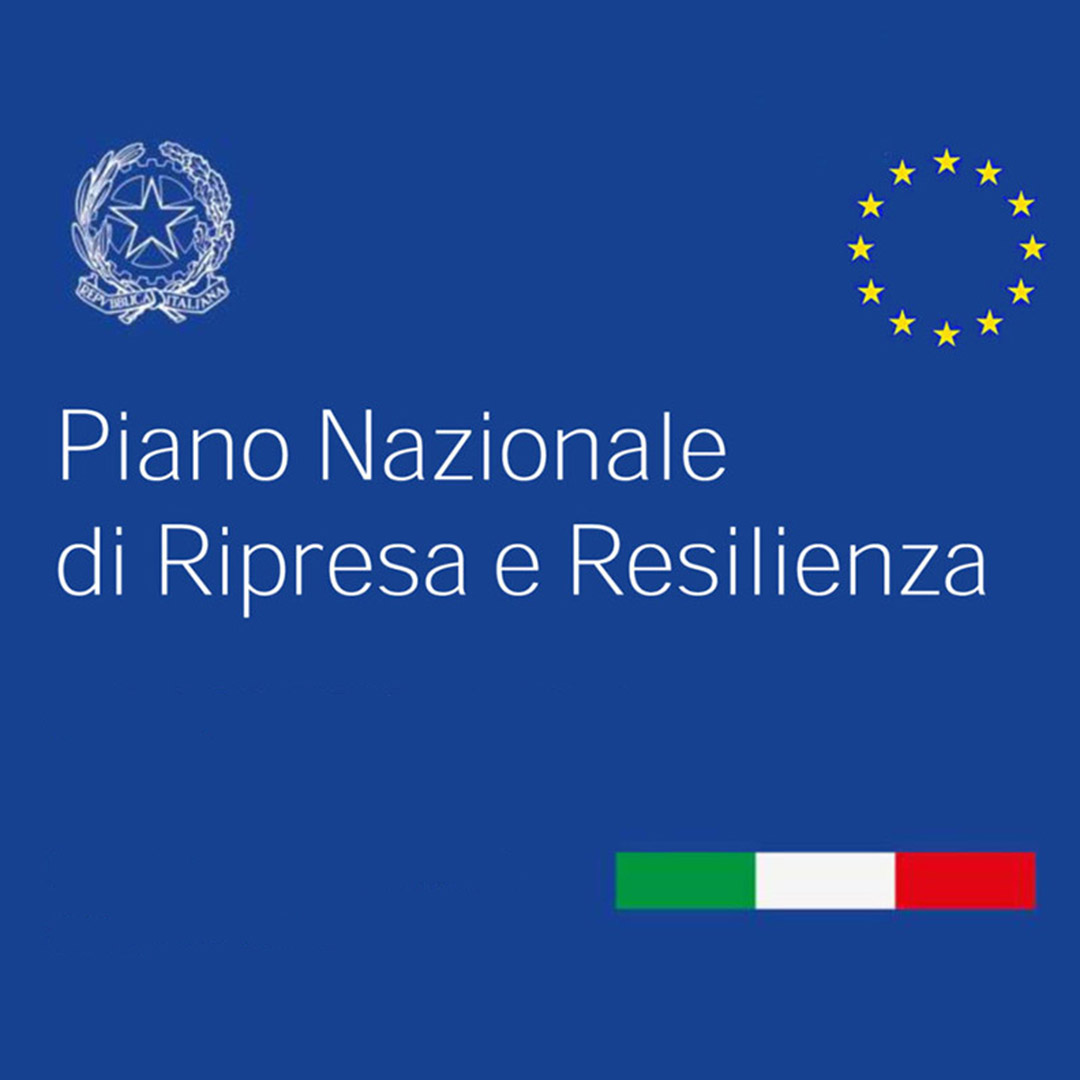 REPVBBLICA ITALIANA
Piano Nazionale
di Ripresa e Resilienza